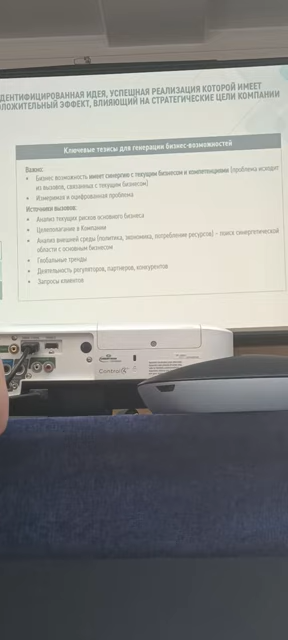 ДЕНТИФИЦИРОВАННАЯ ИДЕЯ, УСПЕШНАЯ РЕАЛИЗАЦИЯ КОТОРОЙ ИМЕЕТ
ОЛОЖИТЕЛЬНЫЙ ЭФФЕКТ, ВЛИЯЮЩИЙ НА СТРАТЕГИЧЕСКИЕ ЦЕЛИ КОМПАНИИ
Ключевые тезисы для генерации бизнес-возможностей
Важно:
• Бизнес возможность имеет синергию с текущим бизнесом и компетенциями (проблема исходит
из вызовов, связанных с текущим бизнесом)
• Измеримая и оцифрованная проблема
Источники вызовов:
• Анализ текущих рисков основного бизнеса
• Целеполагание в Компании
• Анализ внешней среды (политика, экономика, потребление ресурсов) – поиск синергетической
области с основным бизнесом
• Глобальные тренды
• Деятельность регуляторов, партнеров, конкурентов
• Запросы клиентов
Control4